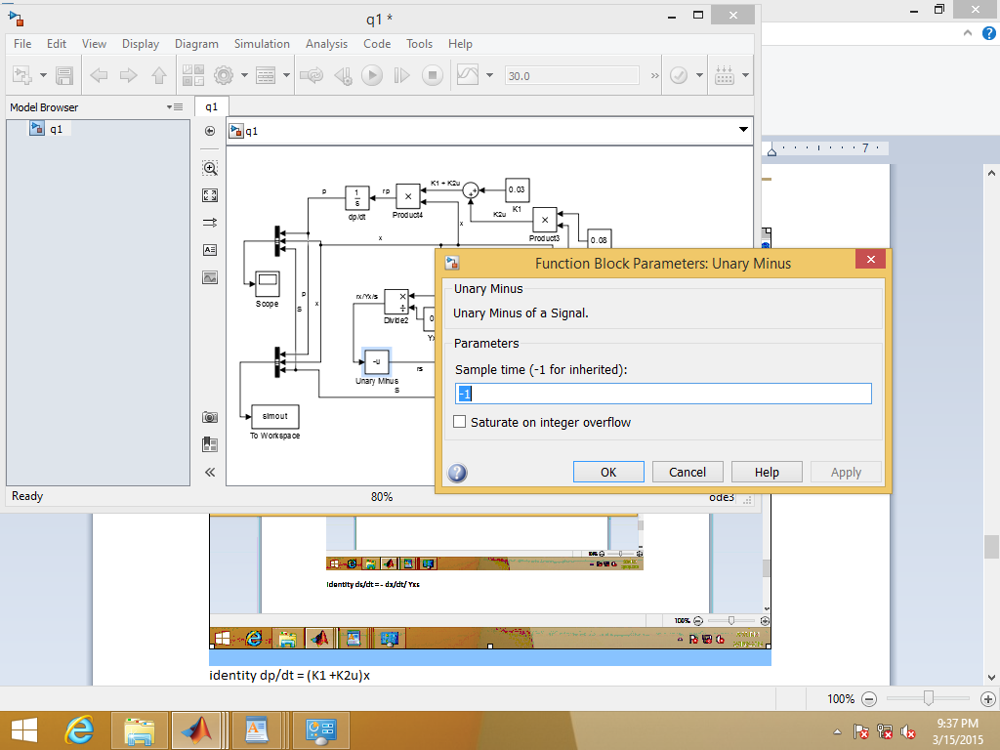 q1 *
File Edit View Display Diagram Simulation Analysis Code Tools Help
30.0
Model Browser
q1
q1
q1
p
1
s
dp/dt
rp
×
Product4
K1 + K2u
0.03
K1
K2u
×
Product3
0.08
x
x
Scope
p
S
x
rx/Yx/s
×
÷
Divide2
0
-u
Unary Minus
rs
S
simout
To Workspace
Function Block Parameters: Unary Minus
Unary Minus
Unary Minus of a Signal.
Parameters
Sample time (-1 for inherited):
-1
Saturate on integer overflow
OK Cancel Help Apply
Ready
80%
ode3
7
identity ds/dt = - dx/dt/ Yxs
100%
identity dp/dt = (K1 +K2u)x
100%
9:37 PM
3/15/2015